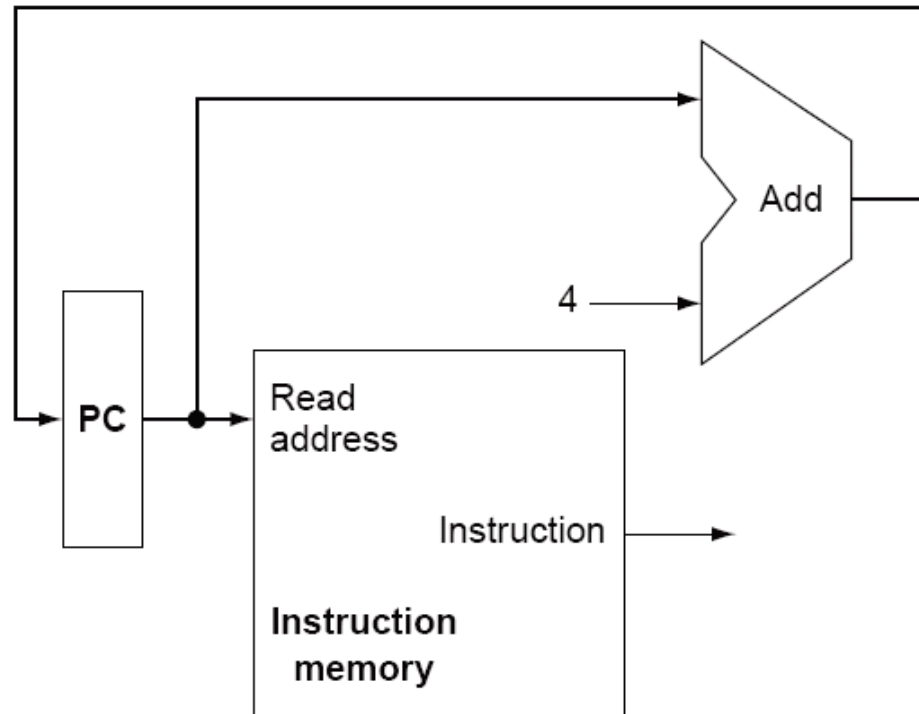 Add
4
PC
Read
address
Instruction
Instruction
memory